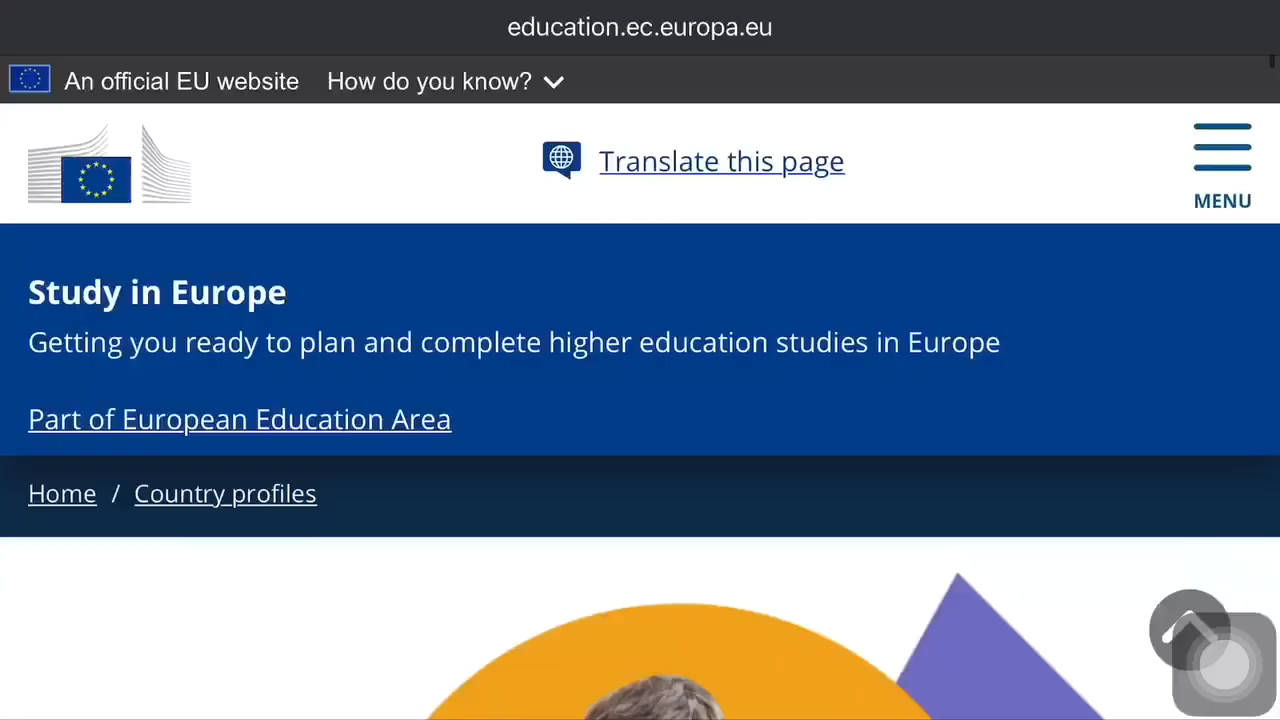 education.ec.europa.eu
An official EU website How do you know?
Translate this page
MENU
Study in Europe
Getting you ready to plan and complete higher education studies in Europe
Part of European Education Area
Home / Country profiles